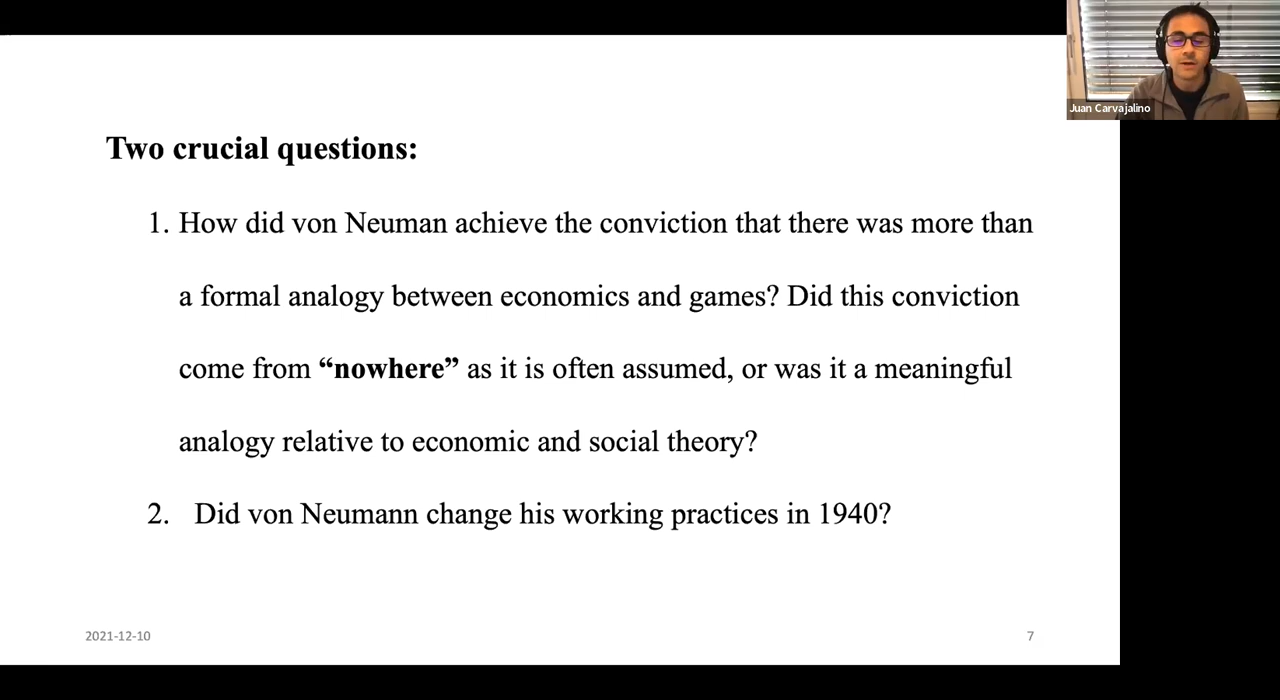 Juan Carvajalino
Two crucial questions:
1. How did von Neuman achieve the conviction that there was more than
a formal analogy between economics and games? Did this conviction
come from “nowhere” as it is often assumed, or was it a meaningful
analogy relative to economic and social theory?
2. Did von Neumann change his working practices in 1940?
2021-12-10
7